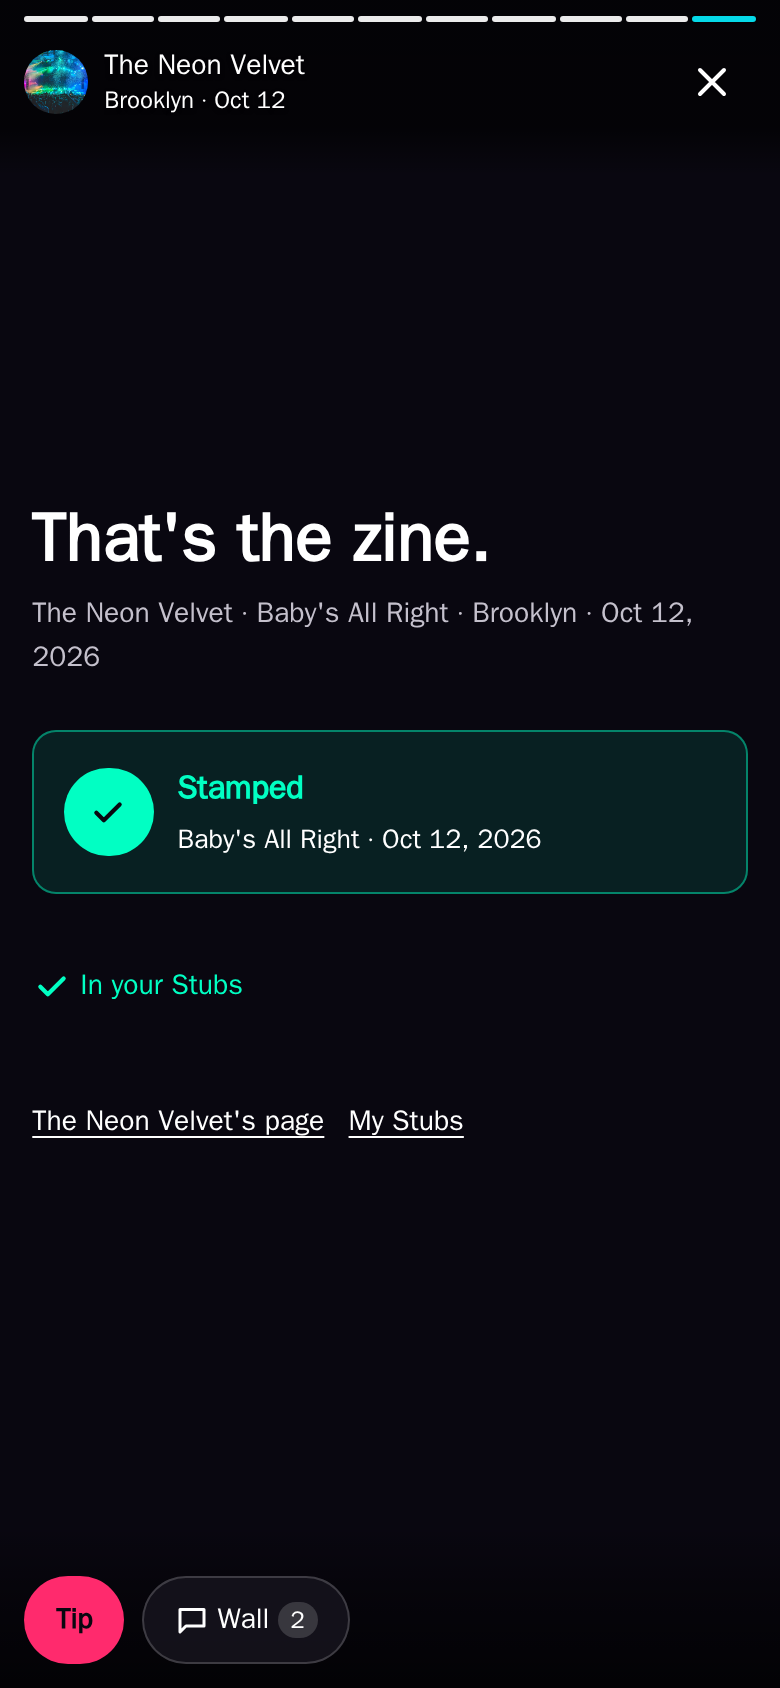 The Neon Velvet
Brooklyn · Oct 12
That's the zine.
The Neon Velvet · Baby's All Right · Brooklyn · Oct 12,
2026
Stamped
Baby's All Right · Oct 12, 2026
In your Stubs
The Neon Velvet's page My Stubs
Tip Wall 2